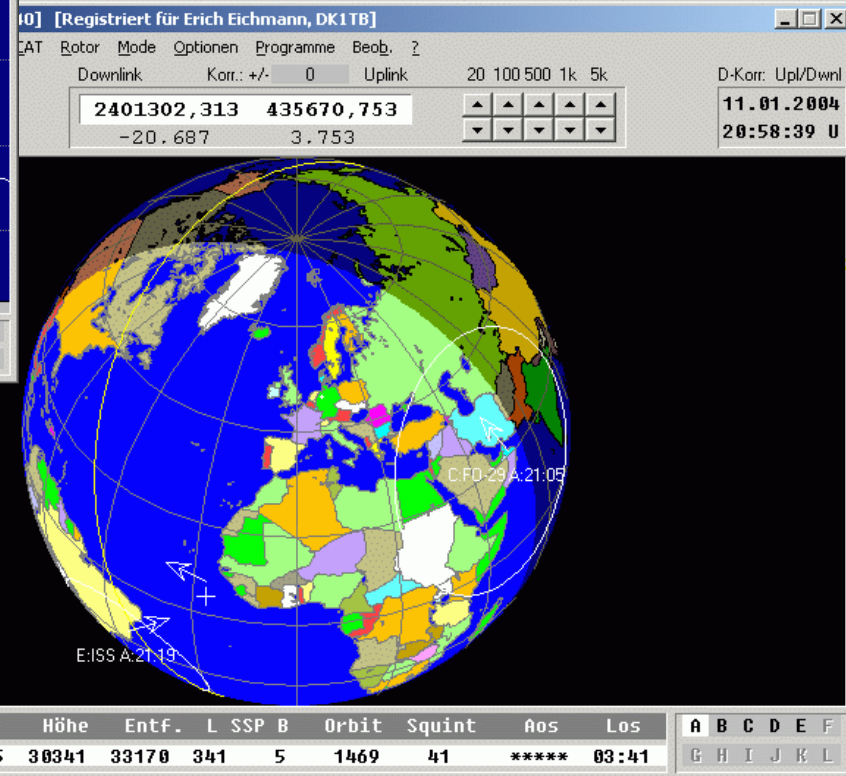 40] [Registriert für Erich Eichmann, DK1TB]
CAT Rotor Mode Optionen Programme Beob. ?
Downlink Korr.: +/- 0 Uplink 20 100 500 1k 5k D-Korr: Upl/Dwnl
2401302,313 435670,753 11.01.2004
-20.687 3.753 20:58:39 U
C:FO-29 A:21:05
E:ISS A:21:19
Höhe Entf. L SSP B Orbit Squint Aos Los A B C D E F
30341 33170 341 5 1469 41 ***** 03:41 G H I J K L